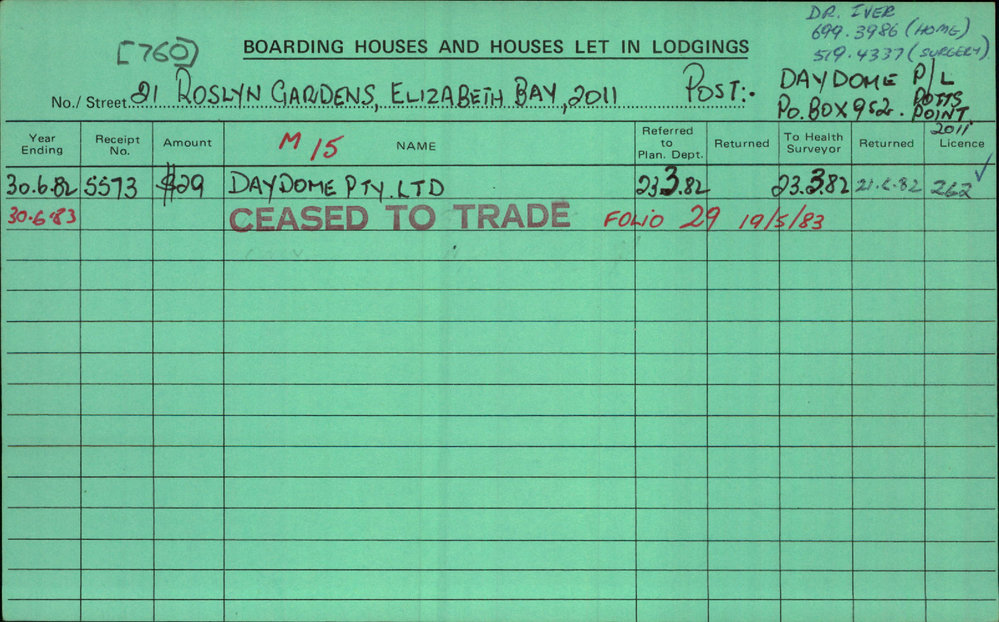 DR. IVER
699.3986 (HOME)
519.4337 (SURGERY)
[760]
BOARDING HOUSES AND HOUSES LET IN LODGINGS
No./ Street 21 ROSLYN GARDENS, ELIZABETH BAY, 2011 POST:- DAYDOME P/L
P.O. BOX 952. POTTS POINT. 2011
Year Ending Receipt No. Amount M 15 NAME Referred to Plan. Dept. Returned To Health Surveyor Returned Licence
30.6.82 5573 $29 DAYDOME PTY. LTD 23.3.82 23.3.82 21.6.82 262 ✓
30.6.83 CEASED TO TRADE FOLIO 29 19/5/83